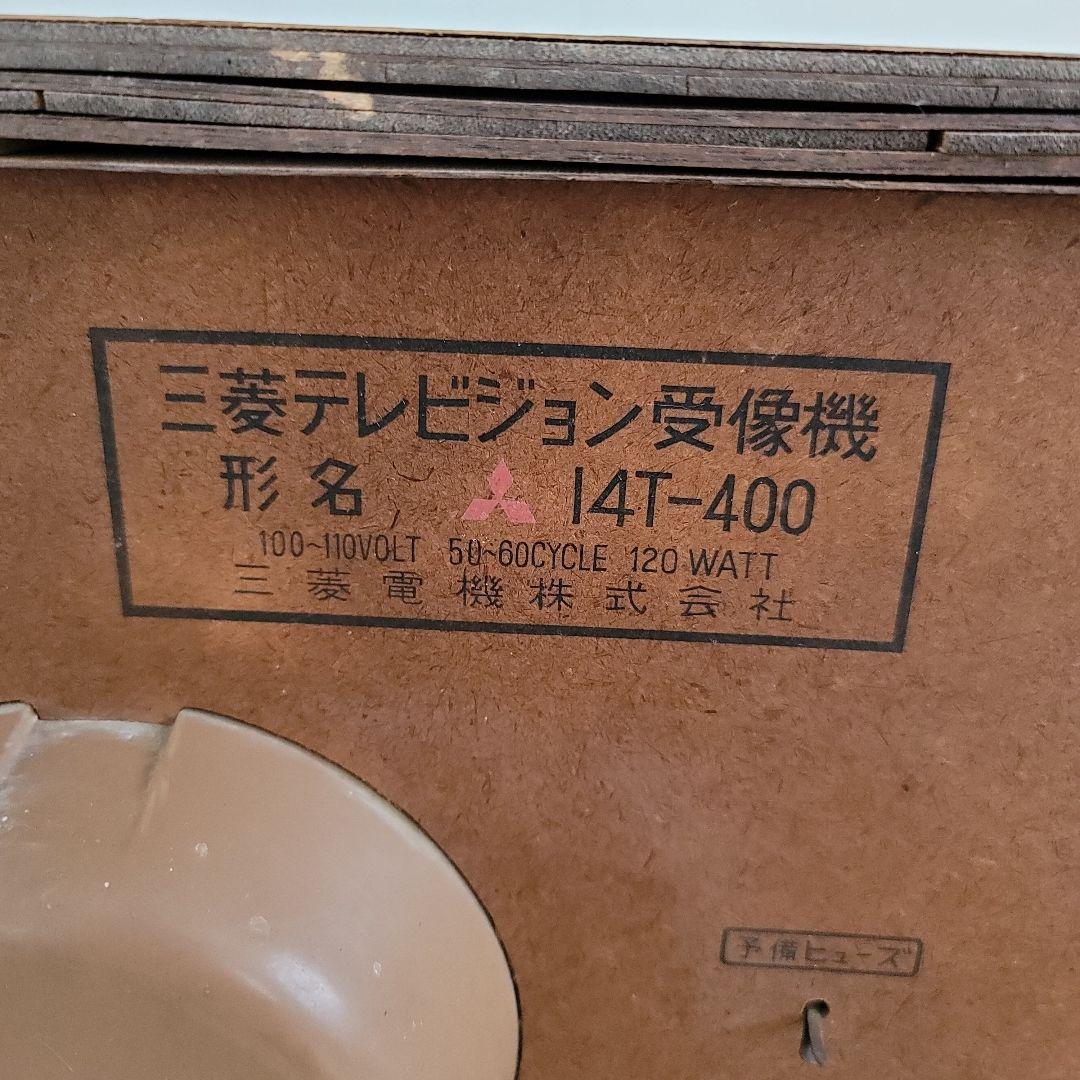 三菱テレビジョン受像機
形名 14T-400
100~110VOLT 50~60CYCLE 120 WATT
三菱電機株式会社
予備ヒューズ